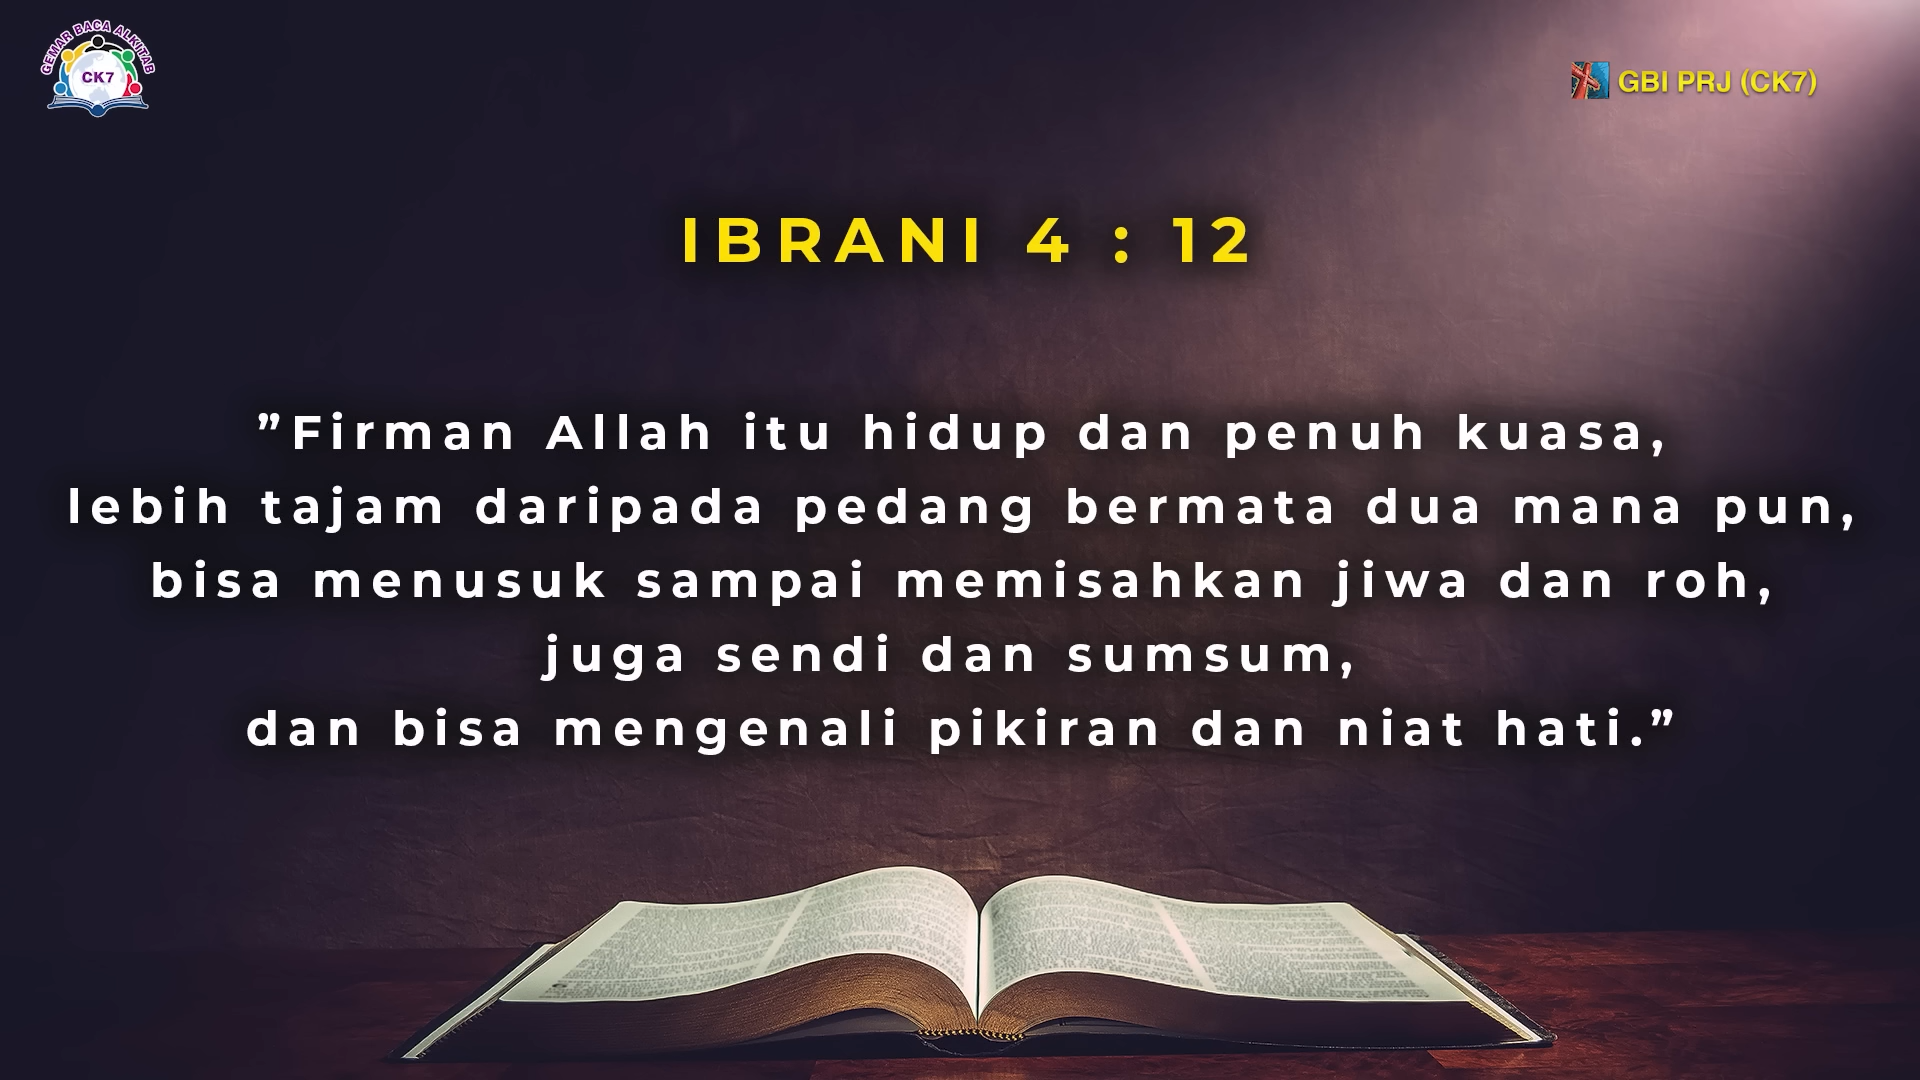 GEMAR BACA ALKITAB
CK7
GBI PRJ (CK7)
IBRANI 4 : 12
”Firman Allah itu hidup dan penuh kuasa,
lebih tajam daripada pedang bermata dua mana pun,
bisa menusuk sampai memisahkan jiwa dan roh,
juga sendi dan sumsum,
dan bisa mengenali pikiran dan niat hati.”